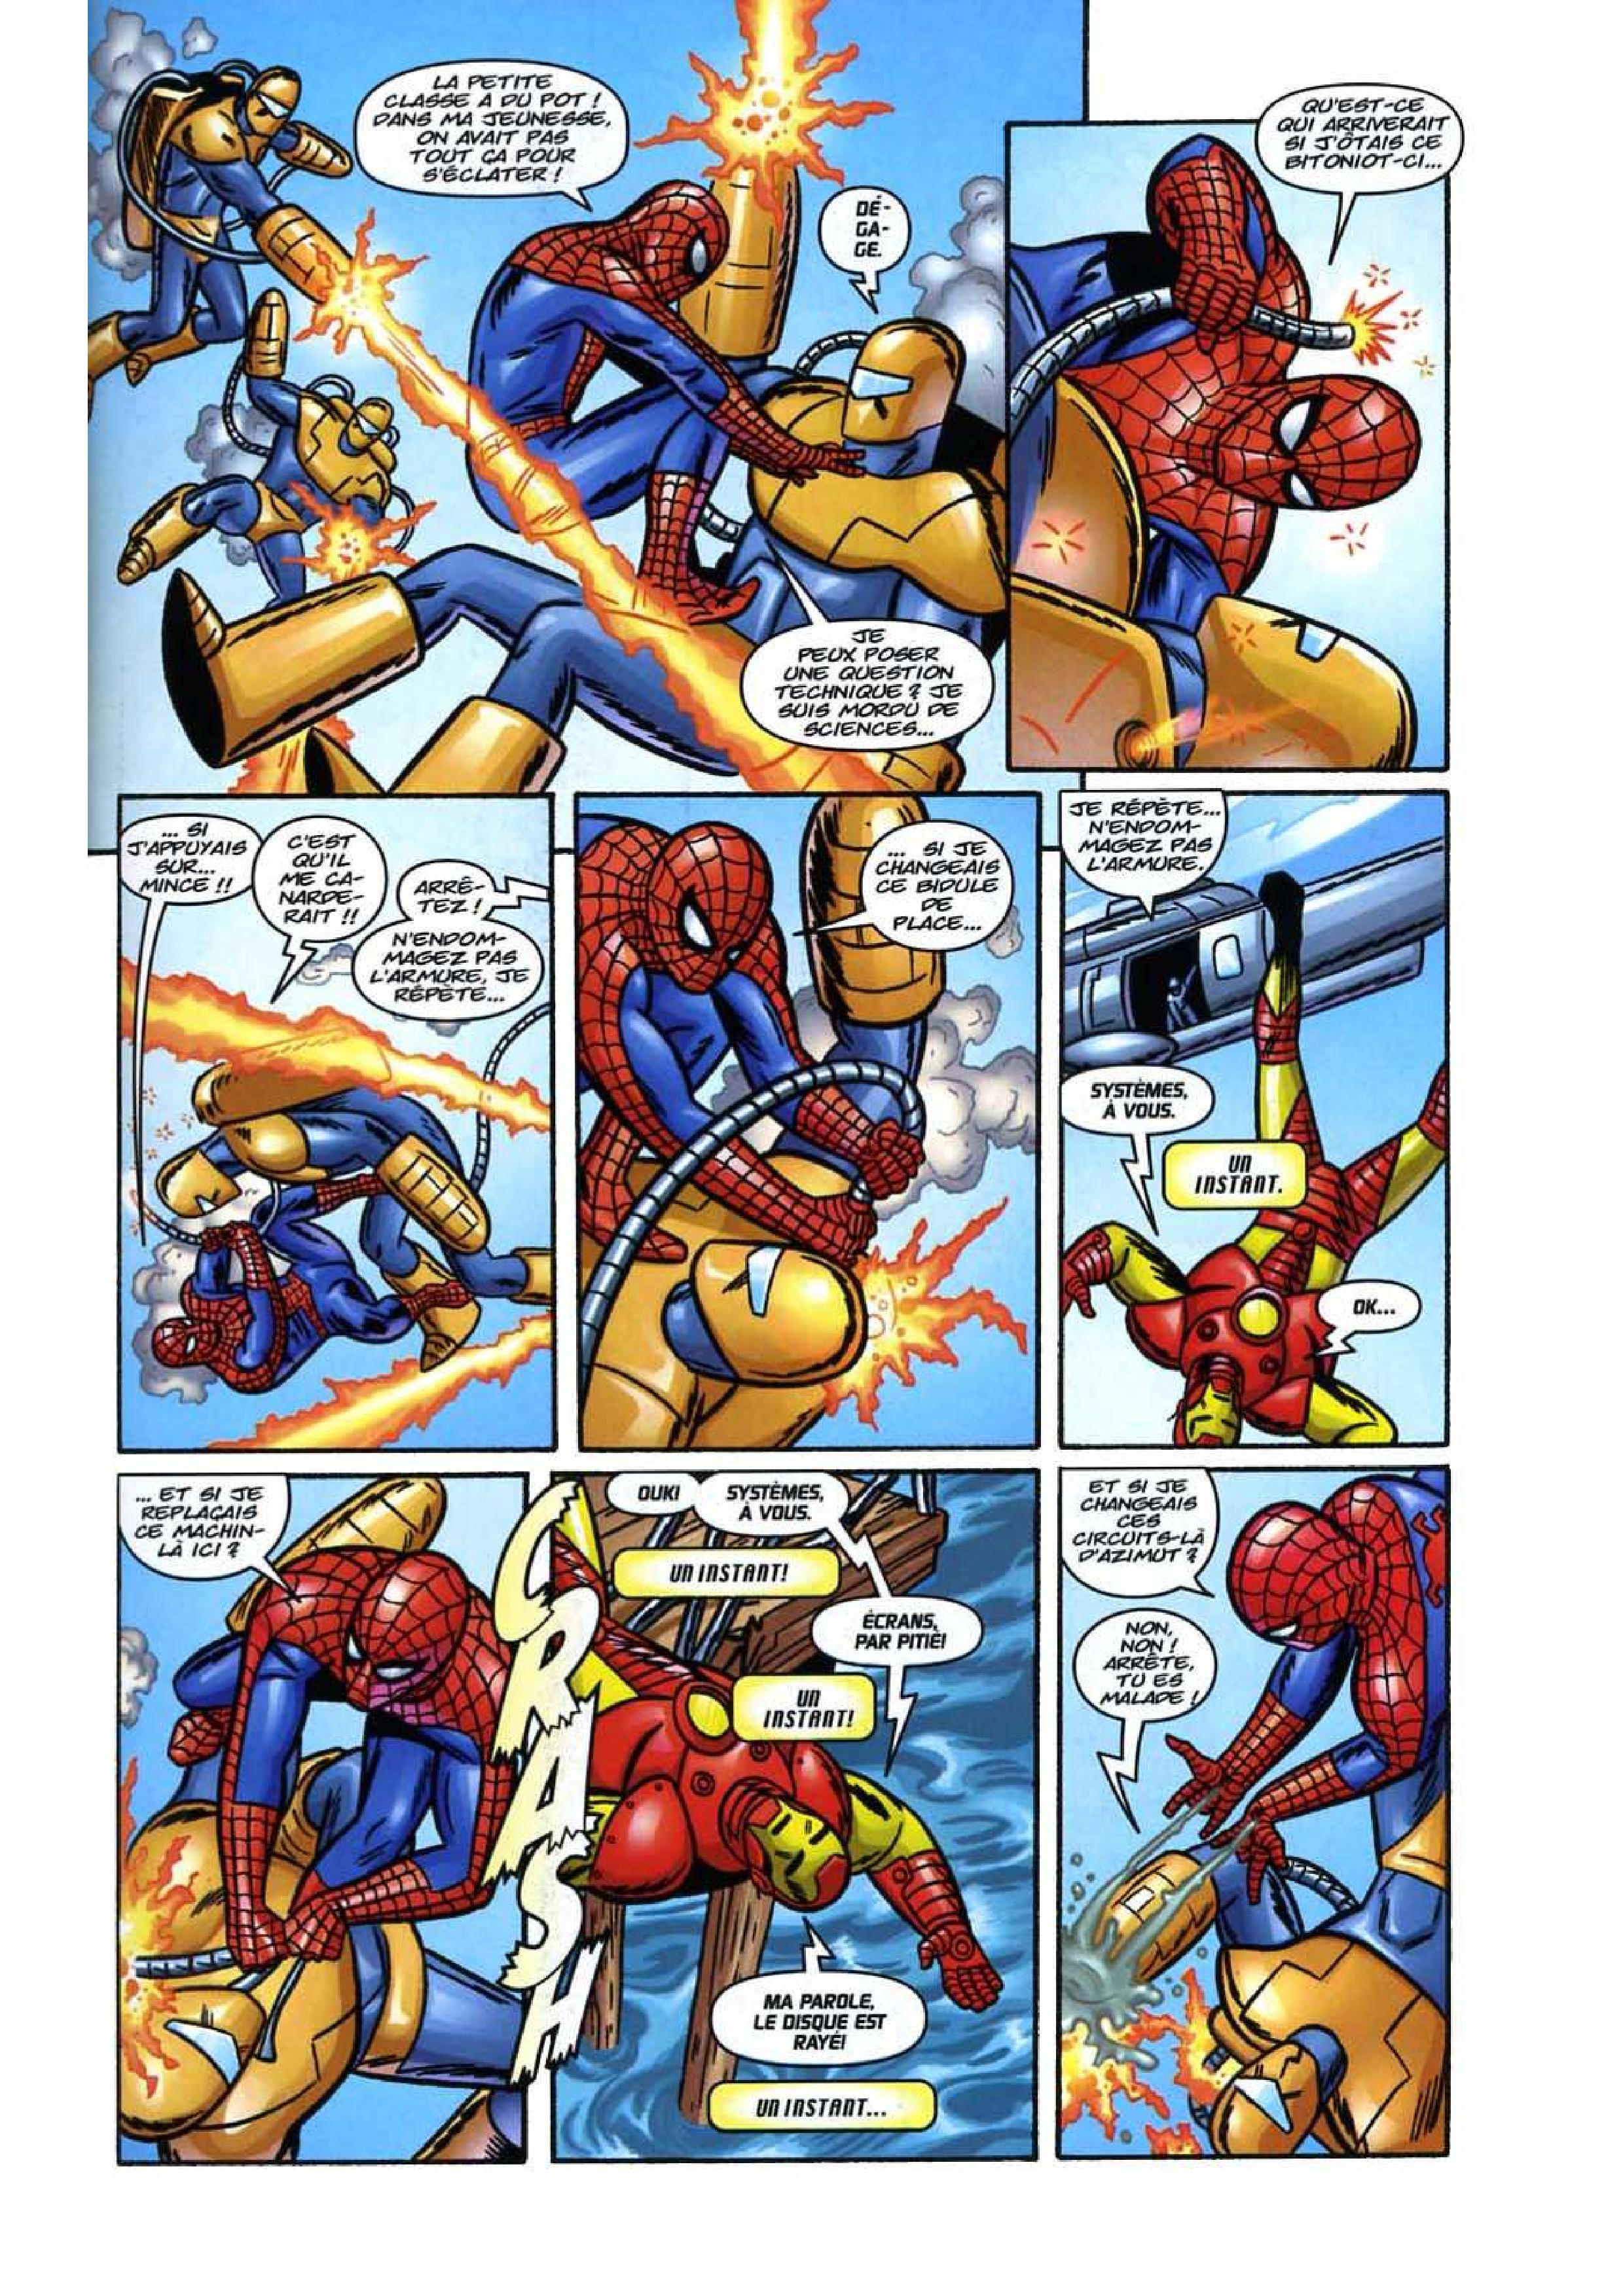 LA PETITE
CLASSE A DU POT !
DANS MA JEUNESSE,
ON AVAIT PAS
TOUT ÇA POUR
S'ÉCLATER !
DÉ-
GA-
GE.
JE
PEUX POSER
UNE QUESTION
TECHNIQUE ? JE
SUIS MORDU DE
SCIENCES...
QU'EST-CE
QUI ARRIVERAIT
SI J'ÔTAIS CE
BITONIOT-CI...
... SI
J'APPUYAIS
SUR...
MINCE !!
C'EST
QU'IL
ME CA-
NARDE-
RAIT !!
ARRÊ-
TEZ !
N'ENDOM-
MAGEZ PAS
L'ARMURE, JE
RÉPÈTE...
... SI JE
CHANGEAIS
CE BIDULE
DE
PLACE...
JE RÉPÈTE...
N'ENDOM-
MAGEZ PAS
L'ARMURE.
SYSTÈMES,
À VOUS.
UN
INSTANT.
OK...
... ET SI JE
REPLAÇAIS
CE MACHIN-
LÀ ICI ?
CRASH
OUKI
SYSTÈMES,
À VOUS.
UN INSTANT!
ÉCRANS,
PAR PITIÉ!
UN
INSTANT!
MA PAROLE,
LE DISQUE EST
RAYÉ!
UN INSTANT...
ET SI JE
CHANGEAIS
CES
CIRCUITS-LÀ
D'AZIMUT ?
NON,
NON !
ARRÊTE,
TU ES
MALADE !